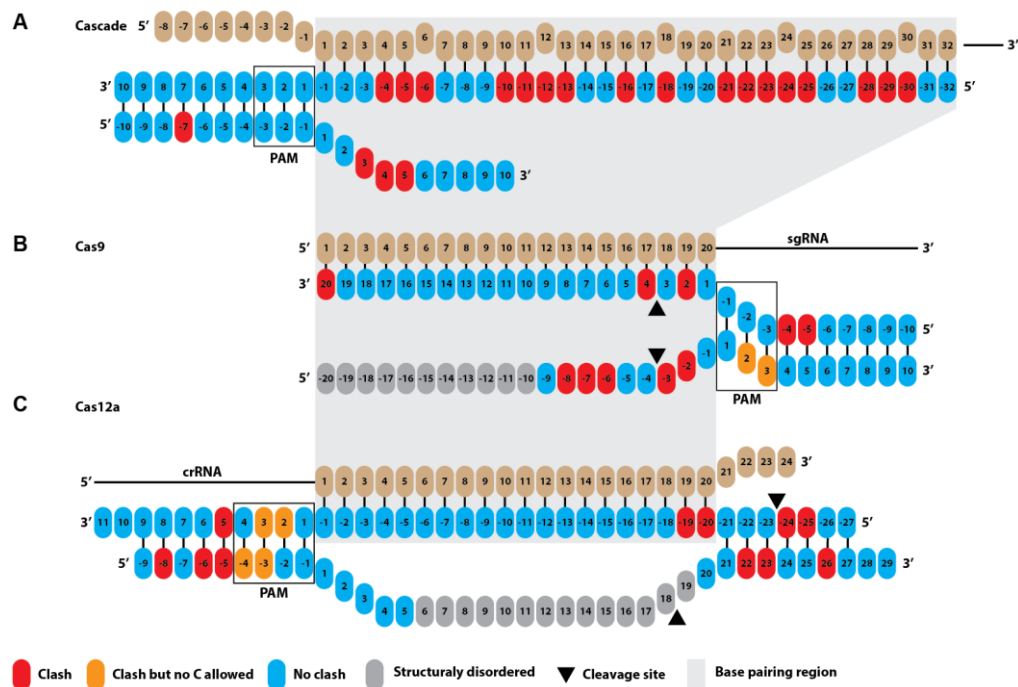 A
Cascade 5′ -8 -7 -6 -5 -4 -3 -2 -1 1 2 3 4 5 6 7 8 9 10 11 12 13 14 15 16 17 18 19 20 21 22 23 24 25 26 27 28 29 30 31 32 3′
3′ 10 9 8 7 6 5 4 3 2 1 -1 -2 -3 -4 -5 -6 -7 -8 -9 -10 -11 -12 -13 -14 -15 -16 -17 -18 -19 -20 -21 -22 -23 -24 -25 -26 -27 -28 -29 -30 -31 -32 5′
5′ -10 -9 -8 -7 -6 -5 -4 -3 -2 -1 1 2 3 4 5 6 7 8 9 10 3′
PAM
B
Cas9
sgRNA
5′ 1 2 3 4 5 6 7 8 9 10 11 12 13 14 15 16 17 18 19 20 3′
3′ 20 19 18 17 16 15 14 13 12 11 10 9 8 7 6 5 4 3 2 1 -1 -2 -3 -4 -5 -6 -7 -8 -9 -10 5′
5′ -20 -19 -18 -17 -16 -15 -14 -13 -12 -11 -10 -9 -8 -7 -6 -5 -4 -3 -2 -1 1 2 3 4 5 6 7 8 9 10 3′
PAM
C
Cas12a
crRNA
5′ 1 2 3 4 5 6 7 8 9 10 11 12 13 14 15 16 17 18 19 20 21 22 23 24 3′
3′ 11 10 9 8 7 6 5 4 3 2 1 -1 -2 -3 -4 -5 -6 -7 -8 -9 -10 -11 -12 -13 -14 -15 -16 -17 -18 -19 -20 -21 -22 -23 -24 -25 -26 -27 5′
5′ -9 -8 -7 -6 -5 -4 -3 -2 -1 1 2 3 4 5 6 7 8 9 10 11 12 13 14 15 16 17 18 19 20 21 22 23 24 25 26 27 28 29 3′
PAM
Clash
Clash but no C allowed
No clash
Structuraly disordered
Cleavage site
Base pairing region